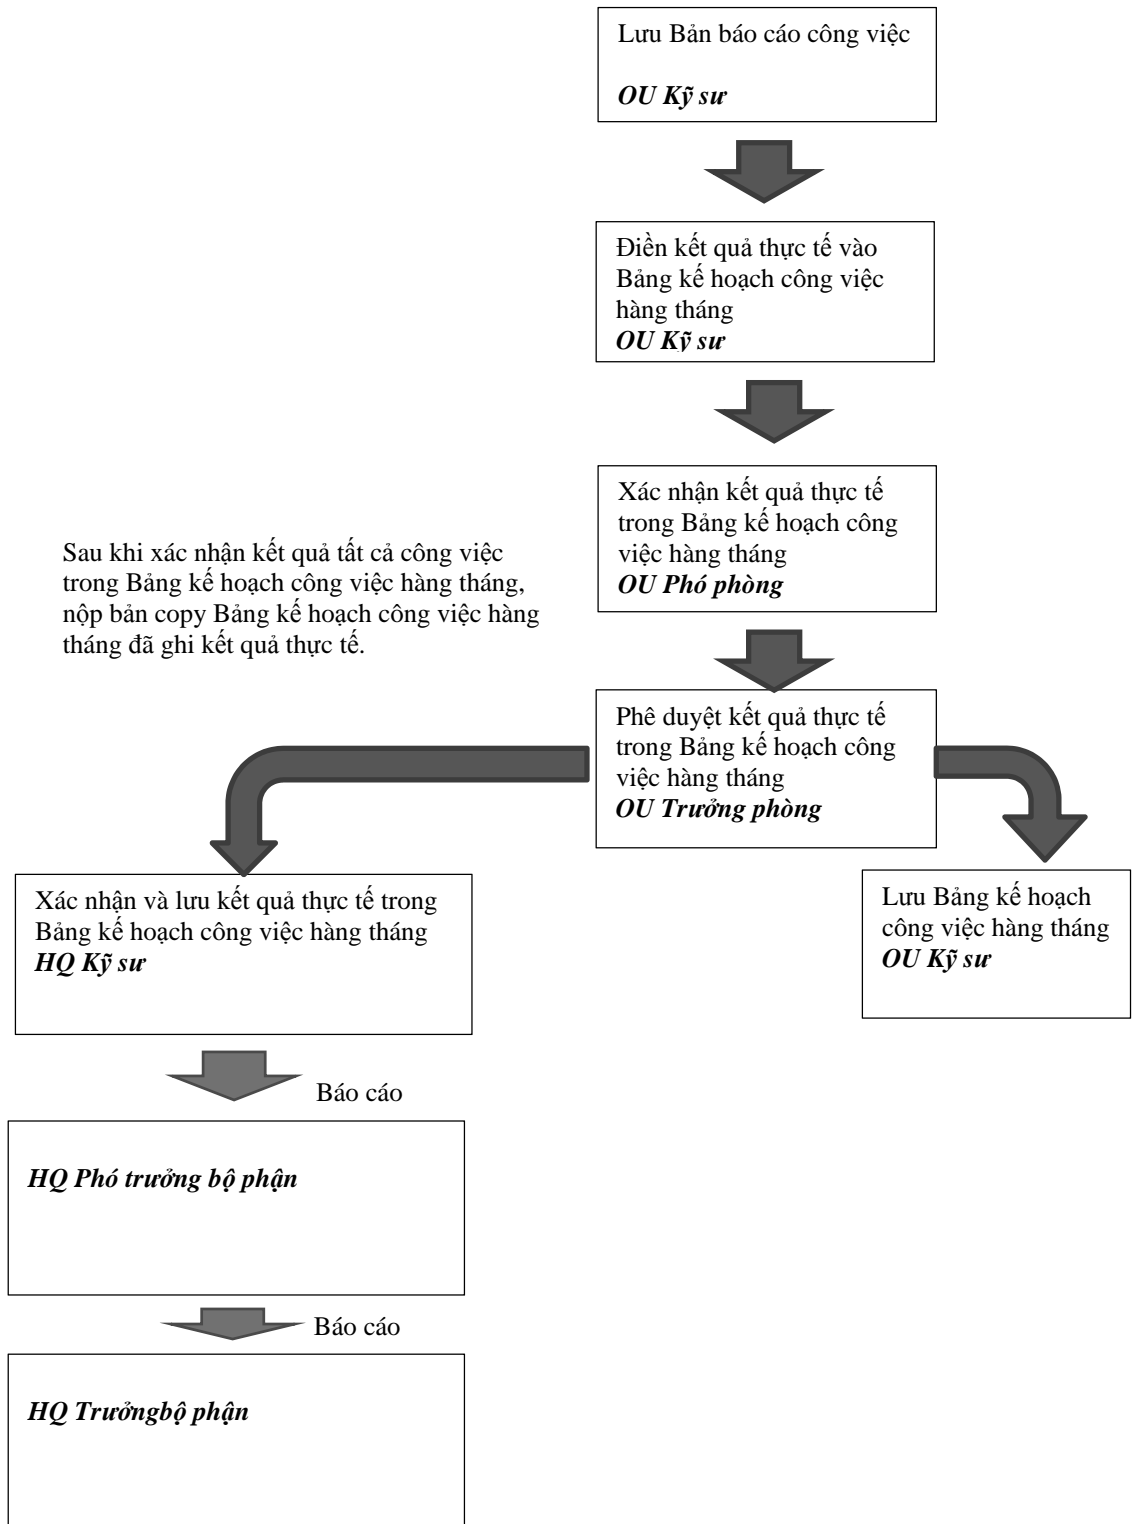 Lưu Bản báo cáo công việc
OU Kỹ sư
Điền kết quả thực tế vào
Bảng kế hoạch công việc
hàng tháng
OU Kỹ sư
Xác nhận kết quả thực tế
trong Bảng kế hoạch công
việc hàng tháng
OU Phó phòng
Sau khi xác nhận kết quả tất cả công việc
trong Bảng kế hoạch công việc hàng tháng,
nộp bản copy Bảng kế hoạch công việc hàng
tháng đã ghi kết quả thực tế.
Phê duyệt kết quả thực tế
trong Bảng kế hoạch công
việc hàng tháng
OU Trưởng phòng
Xác nhận và lưu kết quả thực tế trong
Bảng kế hoạch công việc hàng tháng
HQ Kỹ sư
Lưu Bảng kế hoạch
công việc hàng tháng
OU Kỹ sư
Báo cáo
HQ Phó trưởng bộ phận
Báo cáo
HQ Trưởngbộ phận